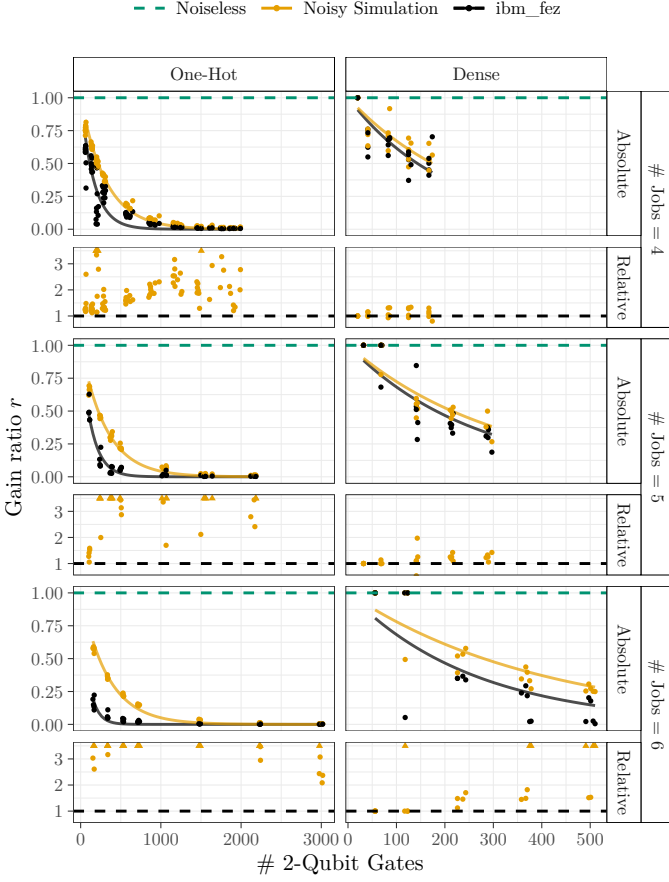 Noiseless Noisy Simulation ibm_fez
One-Hot Dense
1.00
0.75
0.50
0.25
0.00
Absolute
3
2
1
Relative
# Jobs = 4
1.00
0.75
0.50
0.25
0.00
Absolute
3
2
1
Relative
# Jobs = 5
1.00
0.75
0.50
0.25
0.00
Absolute
3
2
1
Relative
# Jobs = 6
Gain ratio r
0 1000 2000 3000 0 100 200 300 400 500
# 2-Qubit Gates